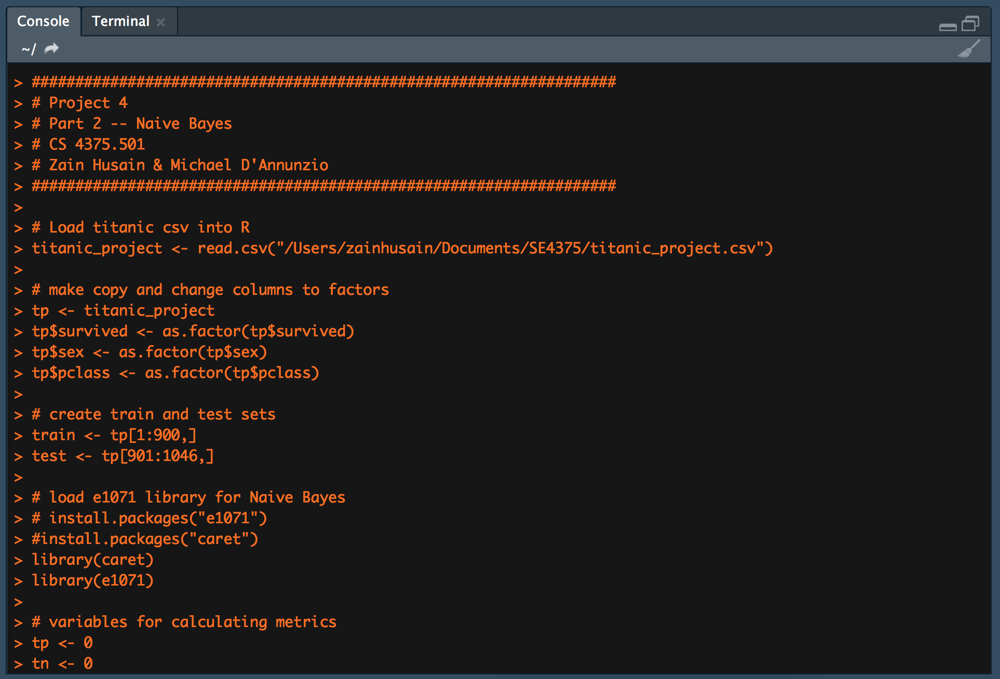 Console Terminal
~/
> ###################################################################
> # Project 4
> # Part 2 -- Naive Bayes
> # CS 4375.501
> # Zain Husain & Michael D'Annunzio
> ###################################################################
>
> # Load titanic csv into R
> titanic_project <- read.csv("/Users/zainhusain/Documents/SE4375/titanic_project.csv")
>
> # make copy and change columns to factors
> tp <- titanic_project
> tp$survived <- as.factor(tp$survived)
> tp$sex <- as.factor(tp$sex)
> tp$pclass <- as.factor(tp$pclass)
>
> # create train and test sets
> train <- tp[1:900,]
> test <- tp[901:1046,]
>
> # load e1071 library for Naive Bayes
> # install.packages("e1071")
> #install.packages("caret")
> library(caret)
> library(e1071)
>
> # variables for calculating metrics
> tp <- 0
> tn <- 0